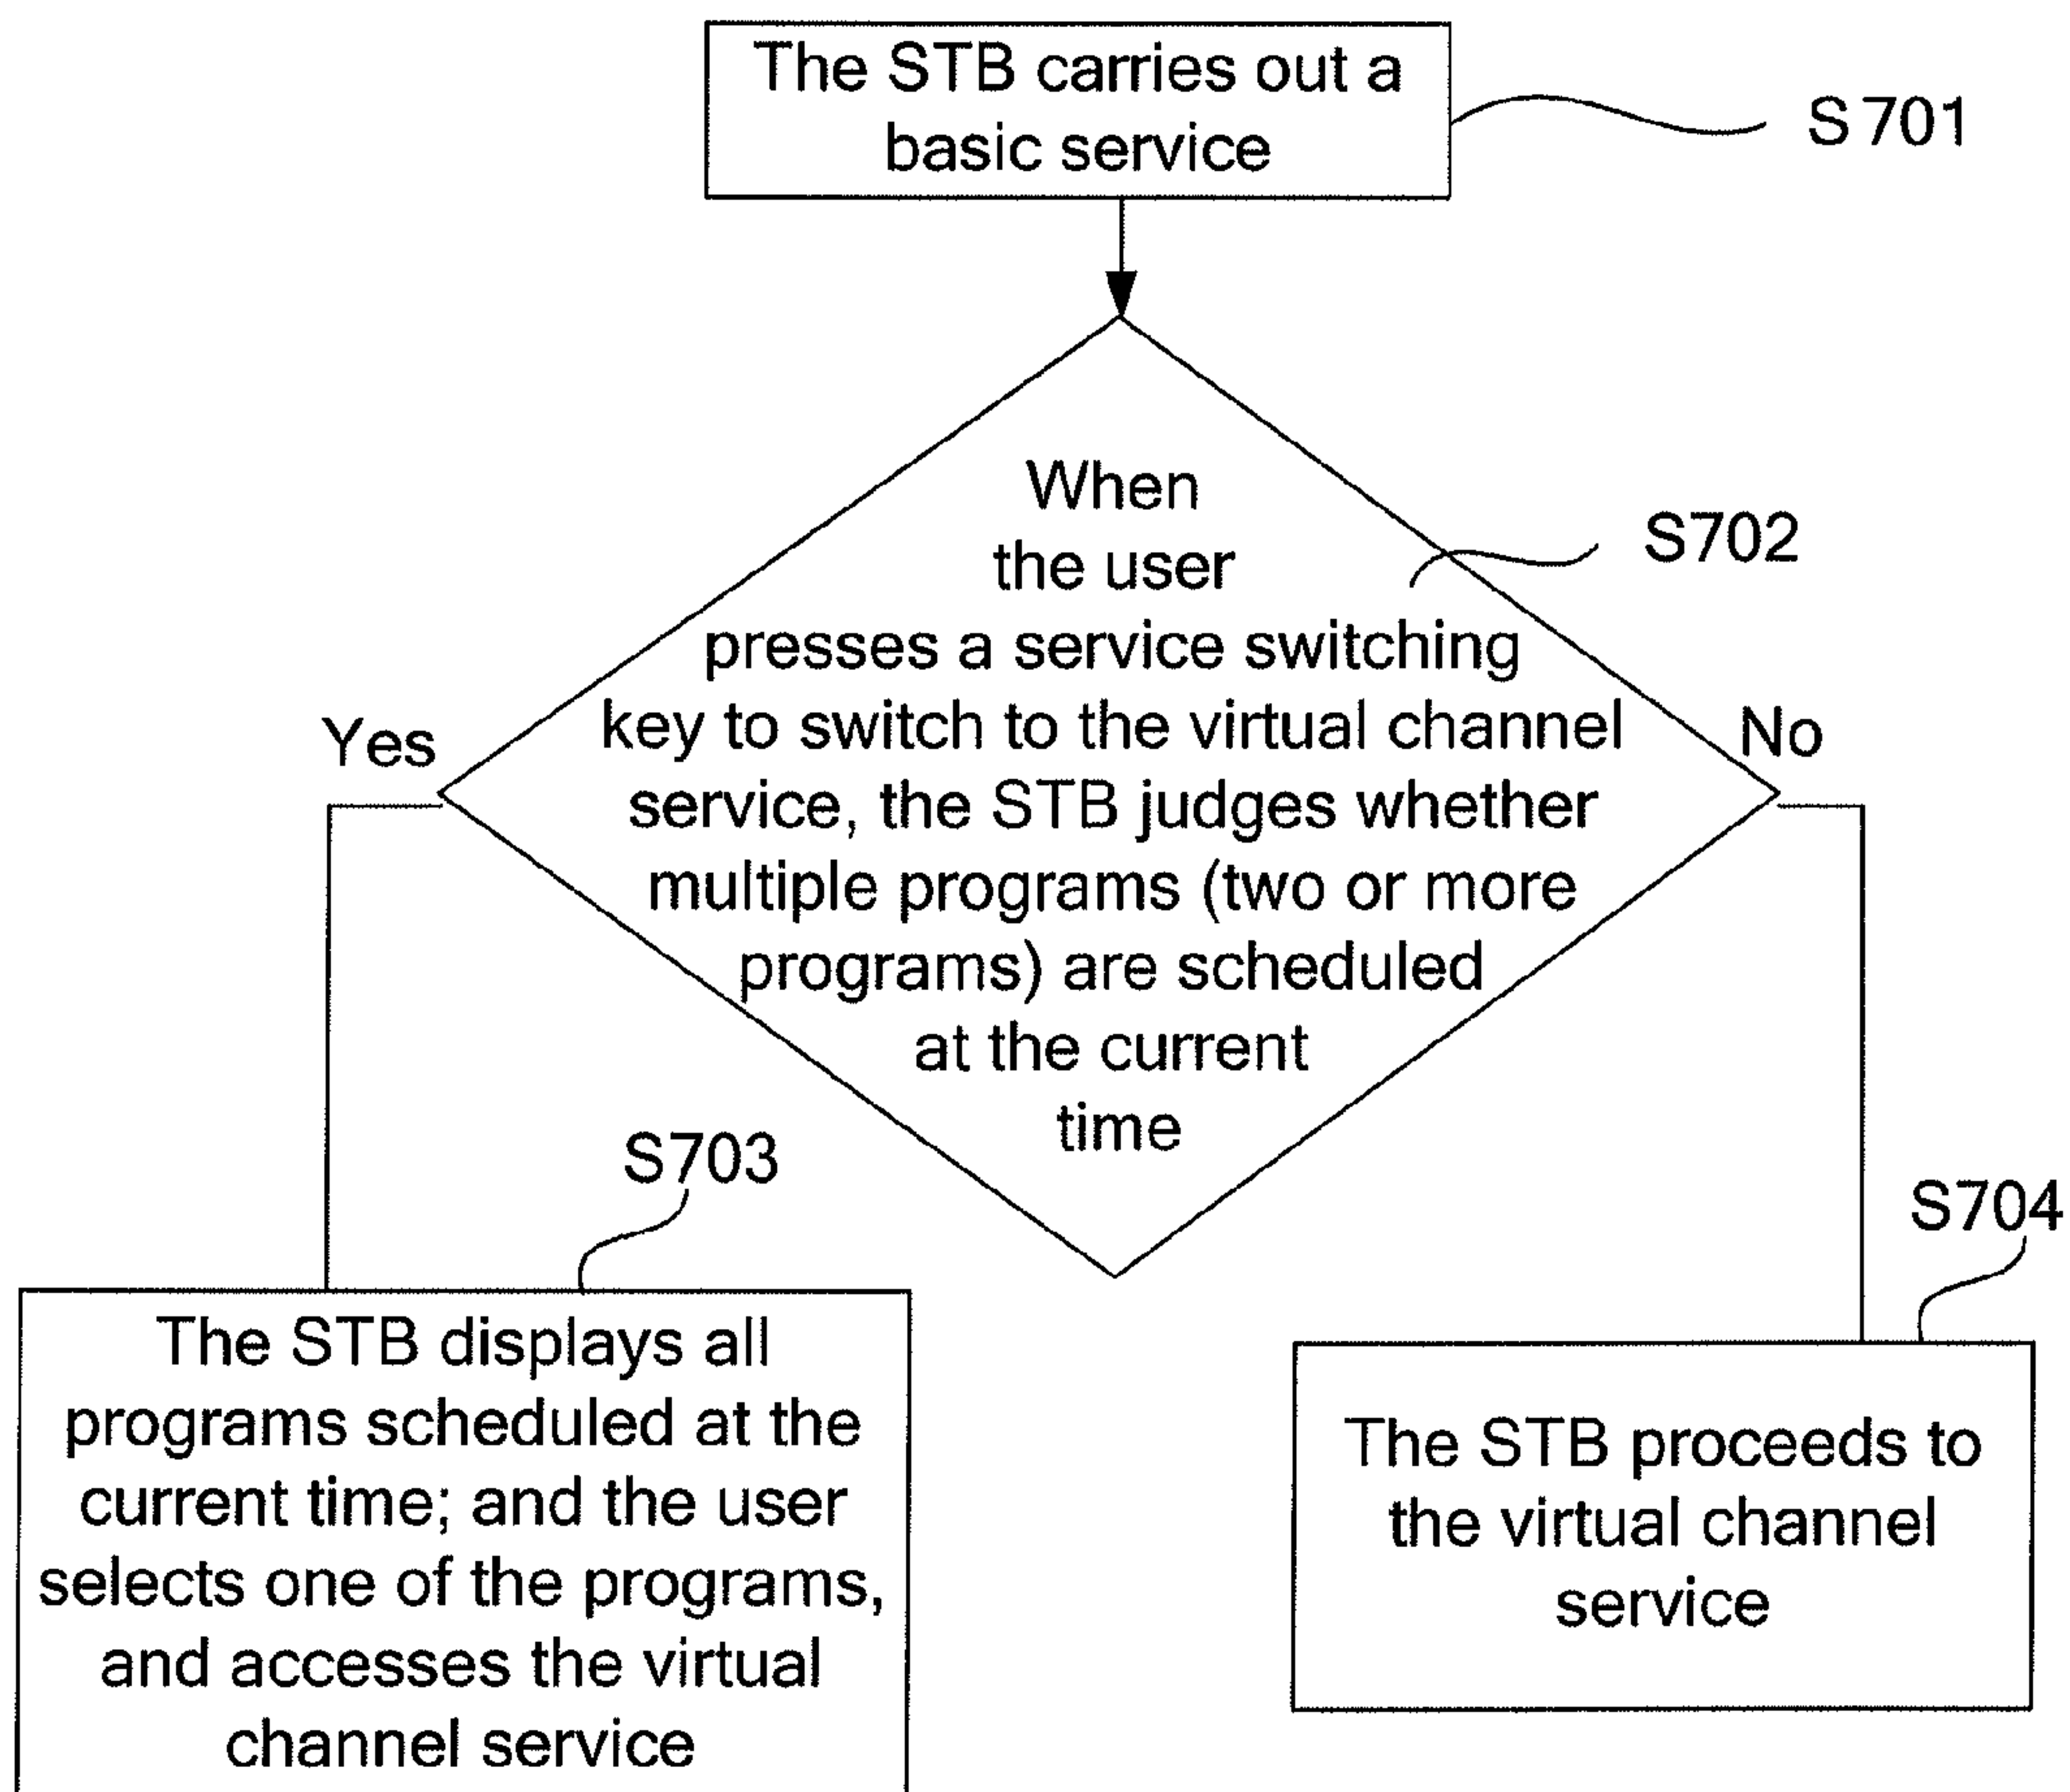 The STB carries out a
basic service
S701
When
the user
presses a service switching
key to switch to the virtual channel
service, the STB judges whether
multiple programs (two or more
programs) are scheduled
at the current
time
S702
Yes
No
S703
The STB displays all
programs scheduled at the
current time; and the user
selects one of the programs,
and accesses the virtual
channel service
S704
The STB proceeds to
the virtual channel
service